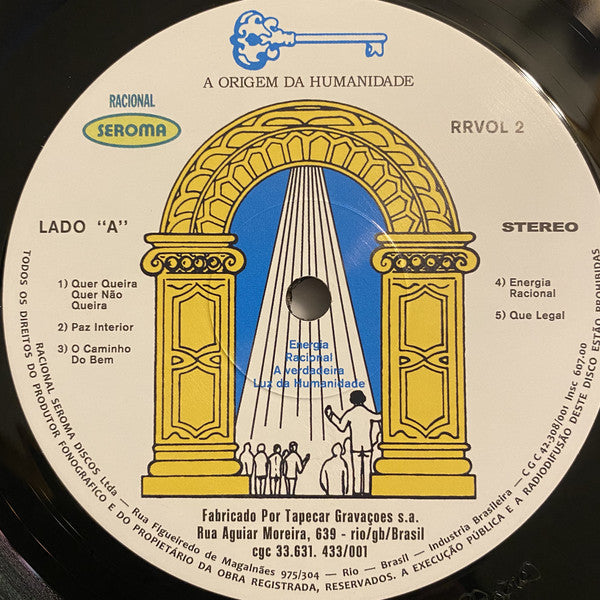 A ORIGEM DA HUMANIDADE
RACIONAL
SEROMA
RRVOL 2
LADO "A"
STEREO
1) Quer Queira
Quer Não
Queira
2) Paz Interior
3) O Caminho
Do Bem
4) Energia
Racional
5) Que Legal
Energia
Racional
A verdadeira
Luz da Humanidade
Fabricado Por Tapecar Gravaçoes s.a.
Rua Aguiar Moreira, 639 - rio/gb/Brasil
cgc 33.631. 433/001
RACIONAL SEROMA DISCOS Ltda - Rua Figueiredo de Magalhães 975/304 - Rio - Brasil - Industria Brasileira - C G C 42.308/001 Insc 607.00
TODOS OS DIREITOS DO PRODUTOR FONOGRAFICO E DO PROPIETÁRIO DA OBRA REGISTRADA, RESERVADOS. A EXECUÇÃO PÚBLICA E A RADIODIFUSÃO DESTE DISCO ESTÃO PROHIBIDAS